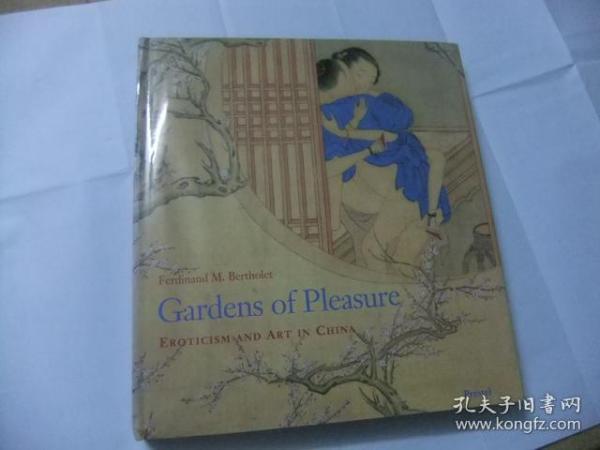 Ferdinand M. Bertholet
Gardens of Pleasure
EROTICISM AND ART IN CHINA
Prestel
孔夫子旧書网
www.kongfz.com